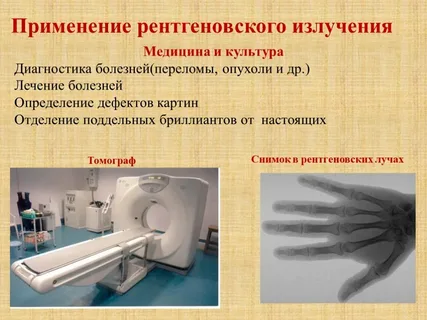 Применение рентгеновского излучения
Медицина и культура
Диагностика болезней(переломы, опухоли и др.)
Лечение болезней
Определение дефектов картин
Отделение поддельных бриллиантов от настоящих
Томограф
Снимок в рентгеновских лучах